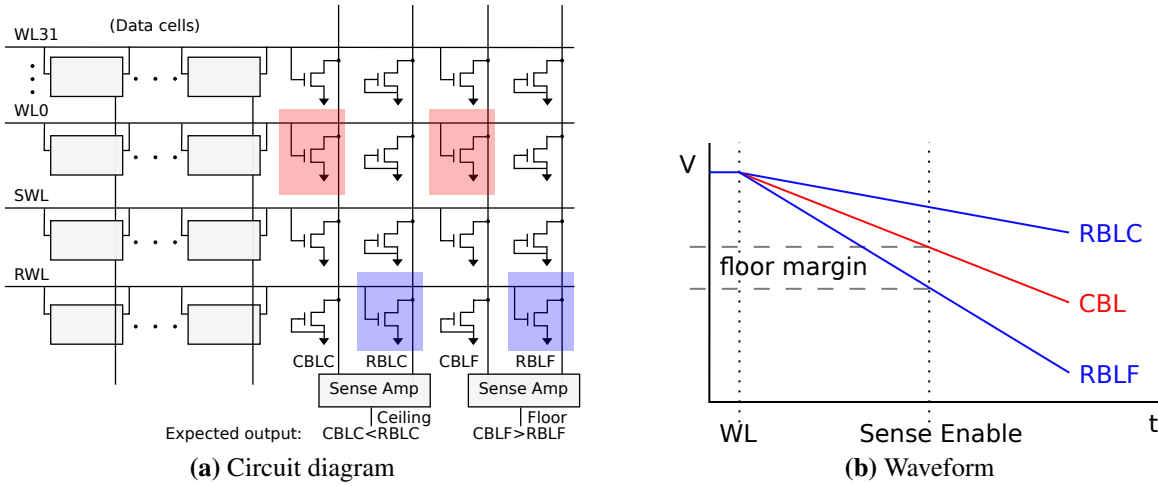 (Data cells)
WL31
WL0
SWL
RWL
CBLC RBLC CBLF RBLF
Sense Amp Sense Amp
Ceiling Floor
Expected output: CBLC<RBLC CBLF>RBLF
(a) Circuit diagram
V
RBLC
floor margin
CBL
RBLF
WL Sense Enable t
(b) Waveform